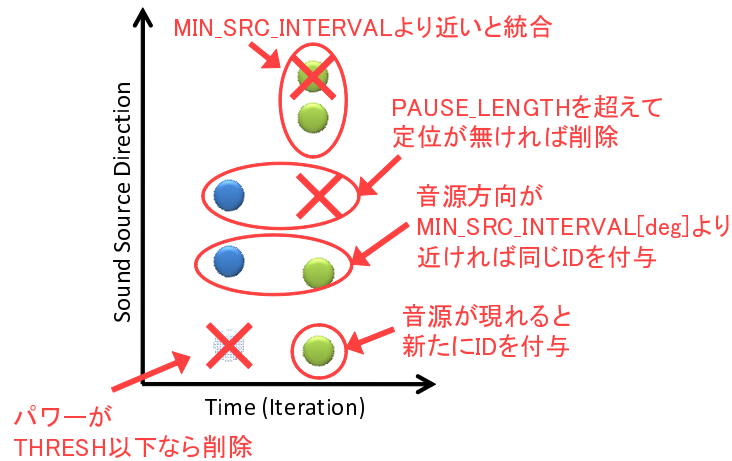 MIN_SRC_INTERVALより近いと統合
PAUSE_LENGTHを超えて
定位が無ければ削除
音源方向が
MIN_SRC_INTERVAL[deg]より
近ければ同じIDを付与
音源が現れると
新たにIDを付与
Sound Source Direction
Time (Iteration)
パワーが
THRESH以下なら削除